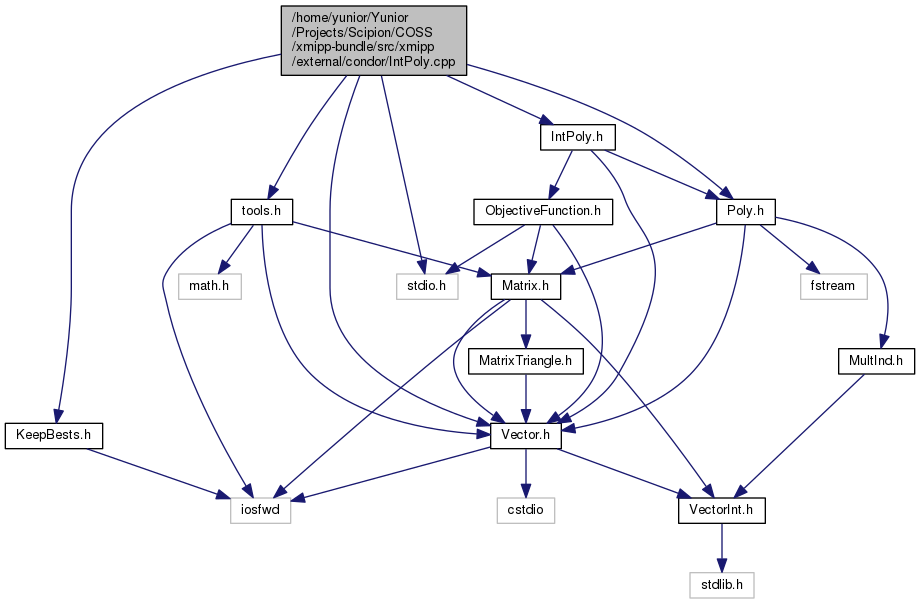 /home/yunior/Yunior
/Projects/Scipion/COSS
/xmipp-bundle/src/xmipp
/external/condor/IntPoly.cpp
IntPoly.h
tools.h
ObjectiveFunction.h
Poly.h
math.h
stdio.h
Matrix.h
fstream
MatrixTriangle.h
MultInd.h
KeepBests.h
Vector.h
iosfwd
cstdio
VectorInt.h
stdlib.h